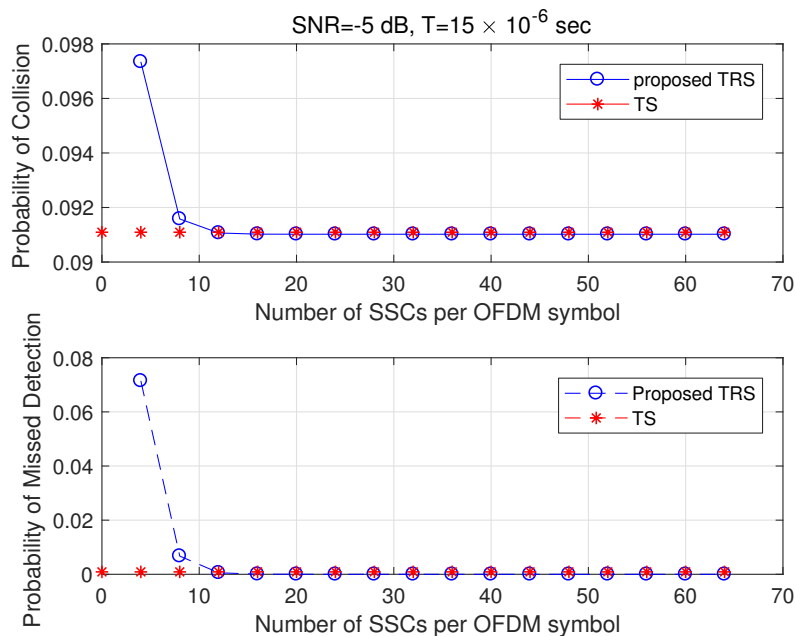 SNR=-5 dB, T=15 × 10⁻⁶ sec
Probability of Collision
0.098
0.096
0.094
0.092
0.09
proposed TRS
TS
0 10 20 30 40 50 60 70
Number of SSCs per OFDM symbol
Probability of Missed Detection
0.08
0.06
0.04
0.02
0
Proposed TRS
TS
0 10 20 30 40 50 60 70
Number of SSCs per OFDM symbol